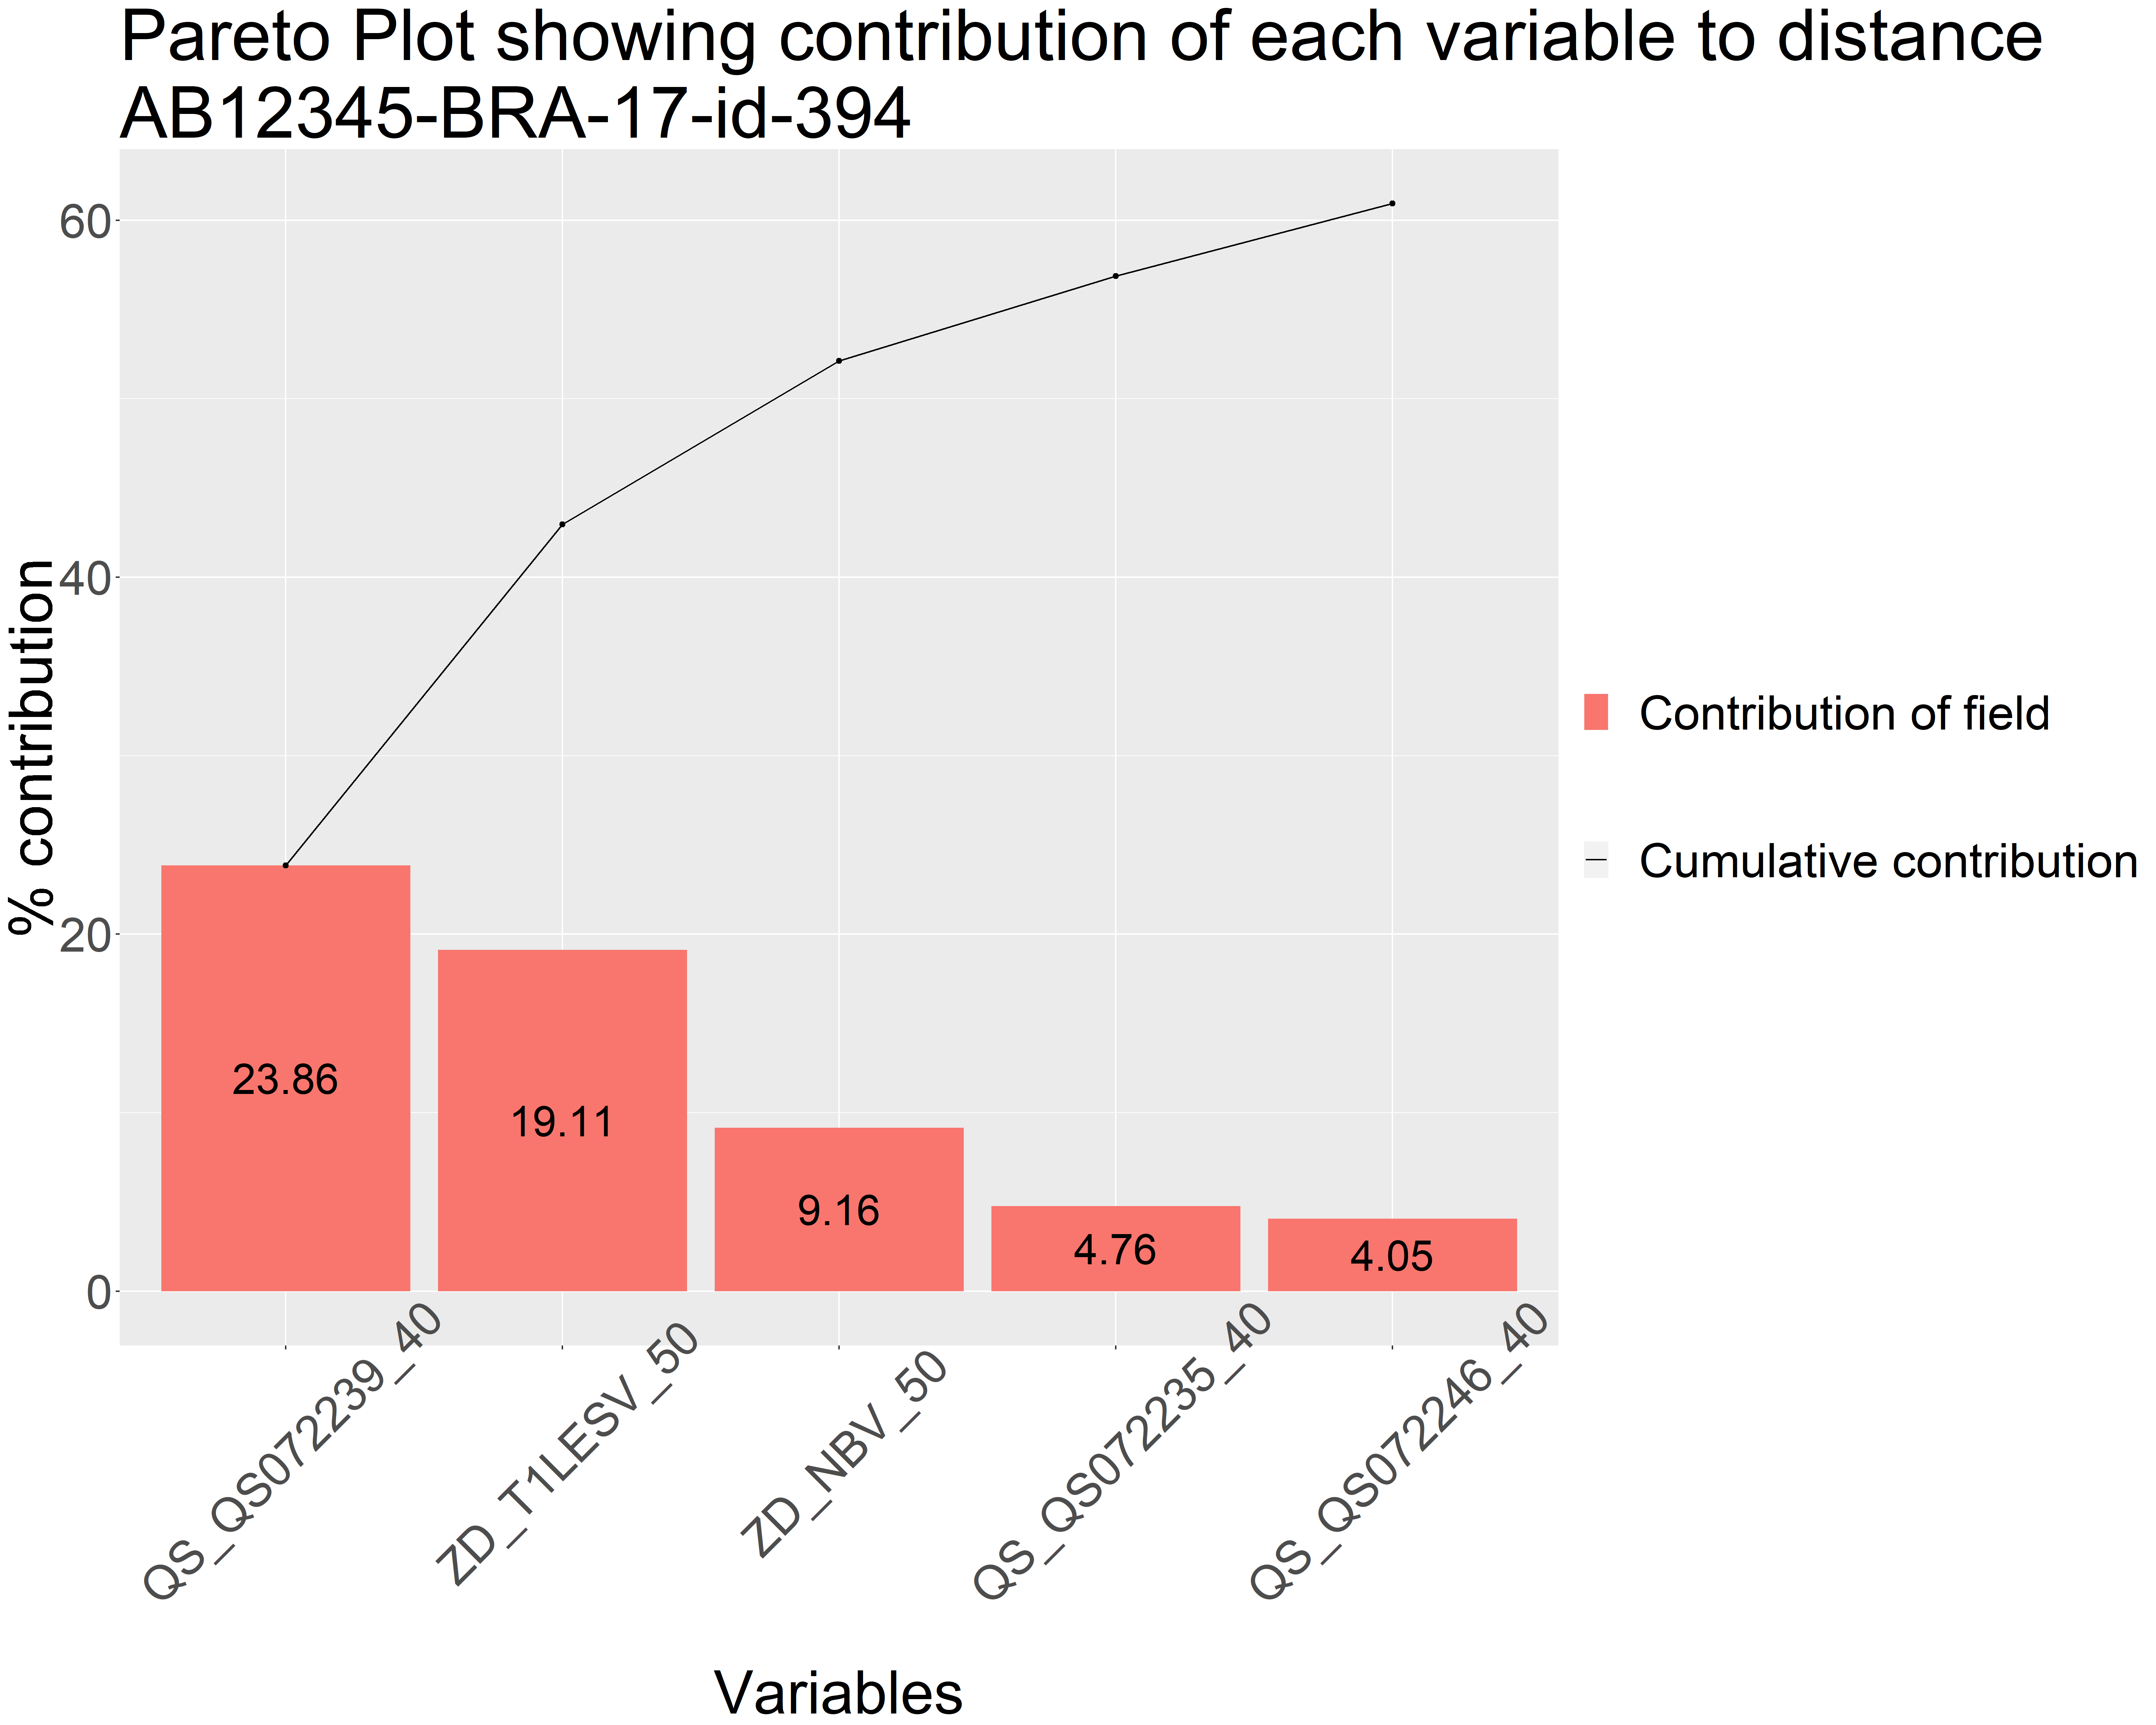 Pareto Plot showing contribution of each variable to distance
AB12345-BRA-17-id-394
% contribution
60
40
20
0
23.86
19.11
9.16
4.76
4.05
QS_QS072239_40
ZD_T1LESV_50
ZD_NBV_50
QS_QS072235_40
QS_QS072246_40
Variables
Contribution of field
Cumulative contribution